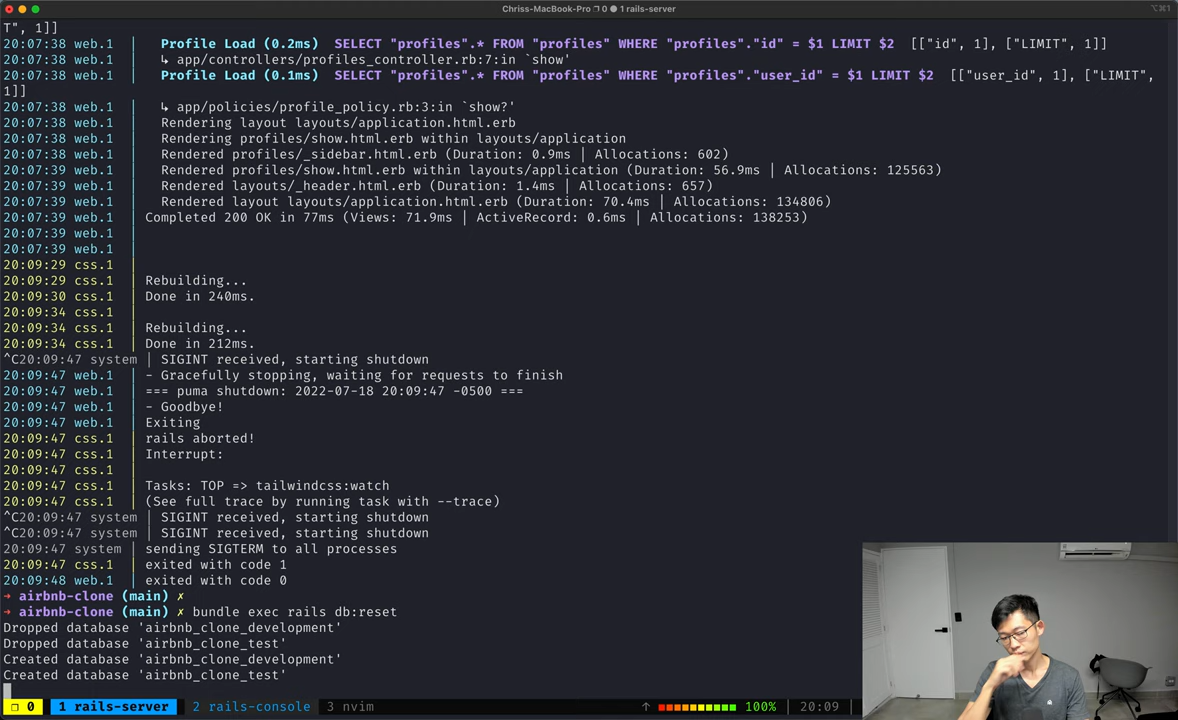 Chriss-MacBook-Pro ❐ 0 ● 1 rails-server
⌥⌘1
T", 1]]
20:07:38 web.1  |   Profile Load (0.2ms)  SELECT "profiles".* FROM "profiles" WHERE "profiles"."id" = $1 LIMIT $2  [["id", 1], ["LIMIT", 1]]
20:07:38 web.1  |   ↳ app/controllers/profiles_controller.rb:7:in `show'
20:07:38 web.1  |   Profile Load (0.1ms)  SELECT "profiles".* FROM "profiles" WHERE "profiles"."user_id" = $1 LIMIT $2  [["user_id", 1], ["LIMIT",
1]]
20:07:38 web.1  |   ↳ app/policies/profile_policy.rb:3:in `show?'
20:07:38 web.1  |   Rendering layout layouts/application.html.erb
20:07:38 web.1  |   Rendering profiles/show.html.erb within layouts/application
20:07:38 web.1  |   Rendered profiles/_sidebar.html.erb (Duration: 0.9ms | Allocations: 602)
20:07:39 web.1  |   Rendered profiles/show.html.erb within layouts/application (Duration: 56.9ms | Allocations: 125563)
20:07:39 web.1  |   Rendered layouts/_header.html.erb (Duration: 1.4ms | Allocations: 657)
20:07:39 web.1  |   Rendered layout layouts/application.html.erb (Duration: 70.4ms | Allocations: 134806)
20:07:39 web.1  | Completed 200 OK in 77ms (Views: 71.9ms | ActiveRecord: 0.6ms | Allocations: 138253)
20:07:39 web.1  |
20:07:39 web.1  |
20:09:29 css.1  |
20:09:29 css.1  | Rebuilding...
20:09:30 css.1  | Done in 240ms.
20:09:34 css.1  |
20:09:34 css.1  | Rebuilding...
20:09:34 css.1  | Done in 212ms.
^C20:09:47 system | SIGINT received, starting shutdown
20:09:47 web.1  | - Gracefully stopping, waiting for requests to finish
20:09:47 web.1  | === puma shutdown: 2022-07-18 20:09:47 -0500 ===
20:09:47 web.1  | - Goodbye!
20:09:47 web.1  | Exiting
20:09:47 css.1  | rails aborted!
20:09:47 css.1  | Interrupt:
20:09:47 css.1  |
20:09:47 css.1  | Tasks: TOP => tailwindcss:watch
20:09:47 css.1  | (See full trace by running task with --trace)
^C20:09:47 system | SIGINT received, starting shutdown
^C20:09:47 system | SIGINT received, starting shutdown
20:09:47 system | sending SIGTERM to all processes
20:09:47 css.1  | exited with code 1
20:09:48 web.1  | exited with code 0
➜ airbnb-clone (main) ✗
➜ airbnb-clone (main) ✗ bundle exec rails db:reset
Dropped database 'airbnb_clone_development'
Dropped database 'airbnb_clone_test'
Created database 'airbnb_clone_development'
Created database 'airbnb_clone_test'
❐ 0  1 rails-server  2 rails-console  3 nvim  ↑ 100% | 20:09 |